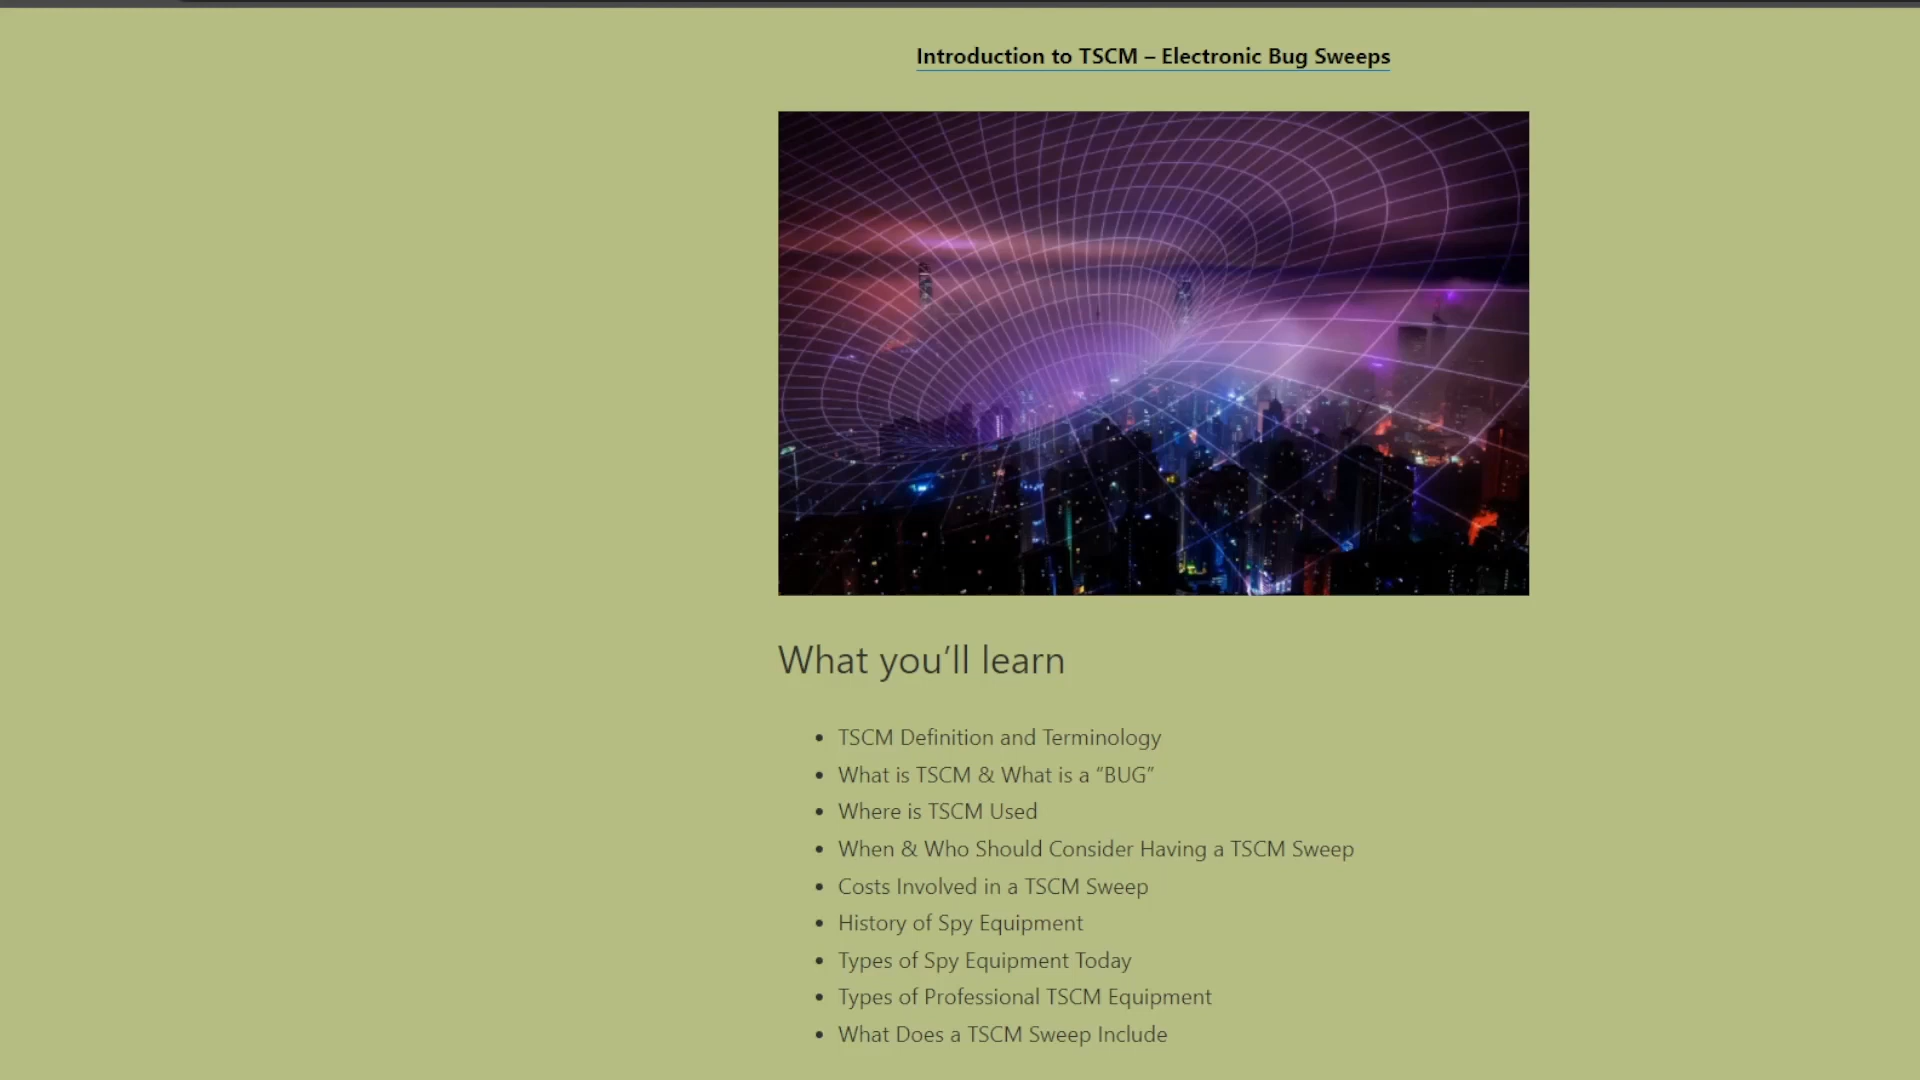 Introduction to TSCM – Electronic Bug Sweeps
What you’ll learn
• TSCM Definition and Terminology
• What is TSCM & What is a “BUG”
• Where is TSCM Used
• When & Who Should Consider Having a TSCM Sweep
• Costs Involved in a TSCM Sweep
• History of Spy Equipment
• Types of Spy Equipment Today
• Types of Professional TSCM Equipment
• What Does a TSCM Sweep Include